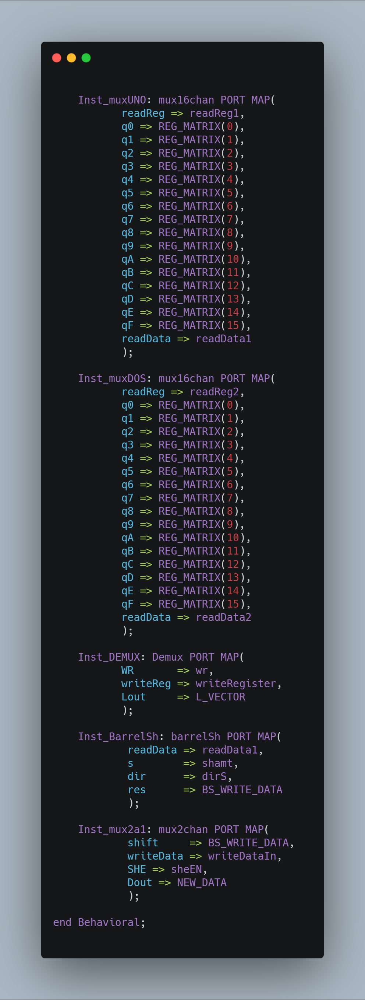 Inst_muxUNO: mux16chan PORT MAP(
readReg => readReg1,
q0 => REG_MATRIX(0),
q1 => REG_MATRIX(1),
q2 => REG_MATRIX(2),
q3 => REG_MATRIX(3),
q4 => REG_MATRIX(4),
q5 => REG_MATRIX(5),
q6 => REG_MATRIX(6),
q7 => REG_MATRIX(7),
q8 => REG_MATRIX(8),
q9 => REG_MATRIX(9),
qA => REG_MATRIX(10),
qB => REG_MATRIX(11),
qC => REG_MATRIX(12),
qD => REG_MATRIX(13),
qE => REG_MATRIX(14),
qF => REG_MATRIX(15),
readData => readData1
);
Inst_muxDOS: mux16chan PORT MAP(
readReg => readReg2,
q0 => REG_MATRIX(0),
q1 => REG_MATRIX(1),
q2 => REG_MATRIX(2),
q3 => REG_MATRIX(3),
q4 => REG_MATRIX(4),
q5 => REG_MATRIX(5),
q6 => REG_MATRIX(6),
q7 => REG_MATRIX(7),
q8 => REG_MATRIX(8),
q9 => REG_MATRIX(9),
qA => REG_MATRIX(10),
qB => REG_MATRIX(11),
qC => REG_MATRIX(12),
qD => REG_MATRIX(13),
qE => REG_MATRIX(14),
qF => REG_MATRIX(15),
readData => readData2
);
Inst_DEMUX: Demux PORT MAP(
WR       => wr,
writeReg => writeRegister,
Lout     => L_VECTOR
);
Inst_BarrelSh: barrelSh PORT MAP(
readData => readData1,
s        => shamt,
dir      => dirS,
res      => BS_WRITE_DATA
);
Inst_mux2a1: mux2chan PORT MAP(
shift     => BS_WRITE_DATA,
writeData => writeDataIn,
SHE => sheEN,
Dout => NEW_DATA
);
end Behavioral;